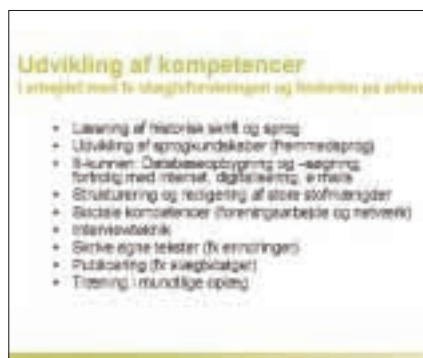 Udvikling af kompetencer
i arbejdet med fx slægtsforskningen og historien på arkiv
• Læsning af historisk skrift og sprog
• Udvikling af sprogkundskaber (fremmedsprog)
• It-kunnen: Databaseopbygning og -søgning,
fortrolig med internet, digitalisering, e-mails
• Strukturering og redigering af store stofmængder
• Sociale kompetencer (foreningsarbejde og netværk)
• Interviewteknik
• Skrive egne tekster (fx erindringer)
• Publicering (fx slægtsbøger)
• Træning i mundtlige oplæg